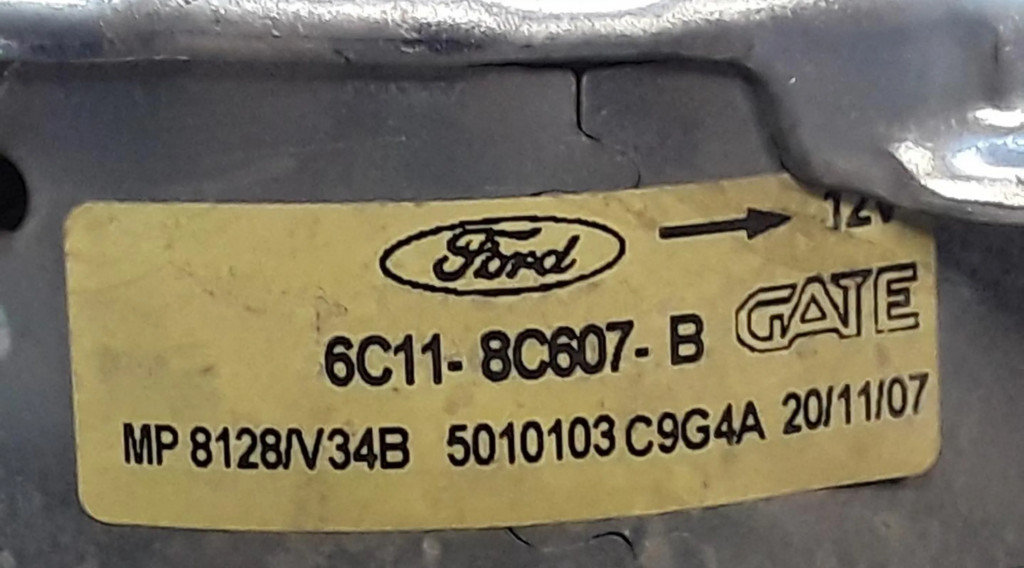 Ford 12V
GATE
6C11- 8C607- B
MP 8128/V34B 5010103 C9G4A 20/11/07